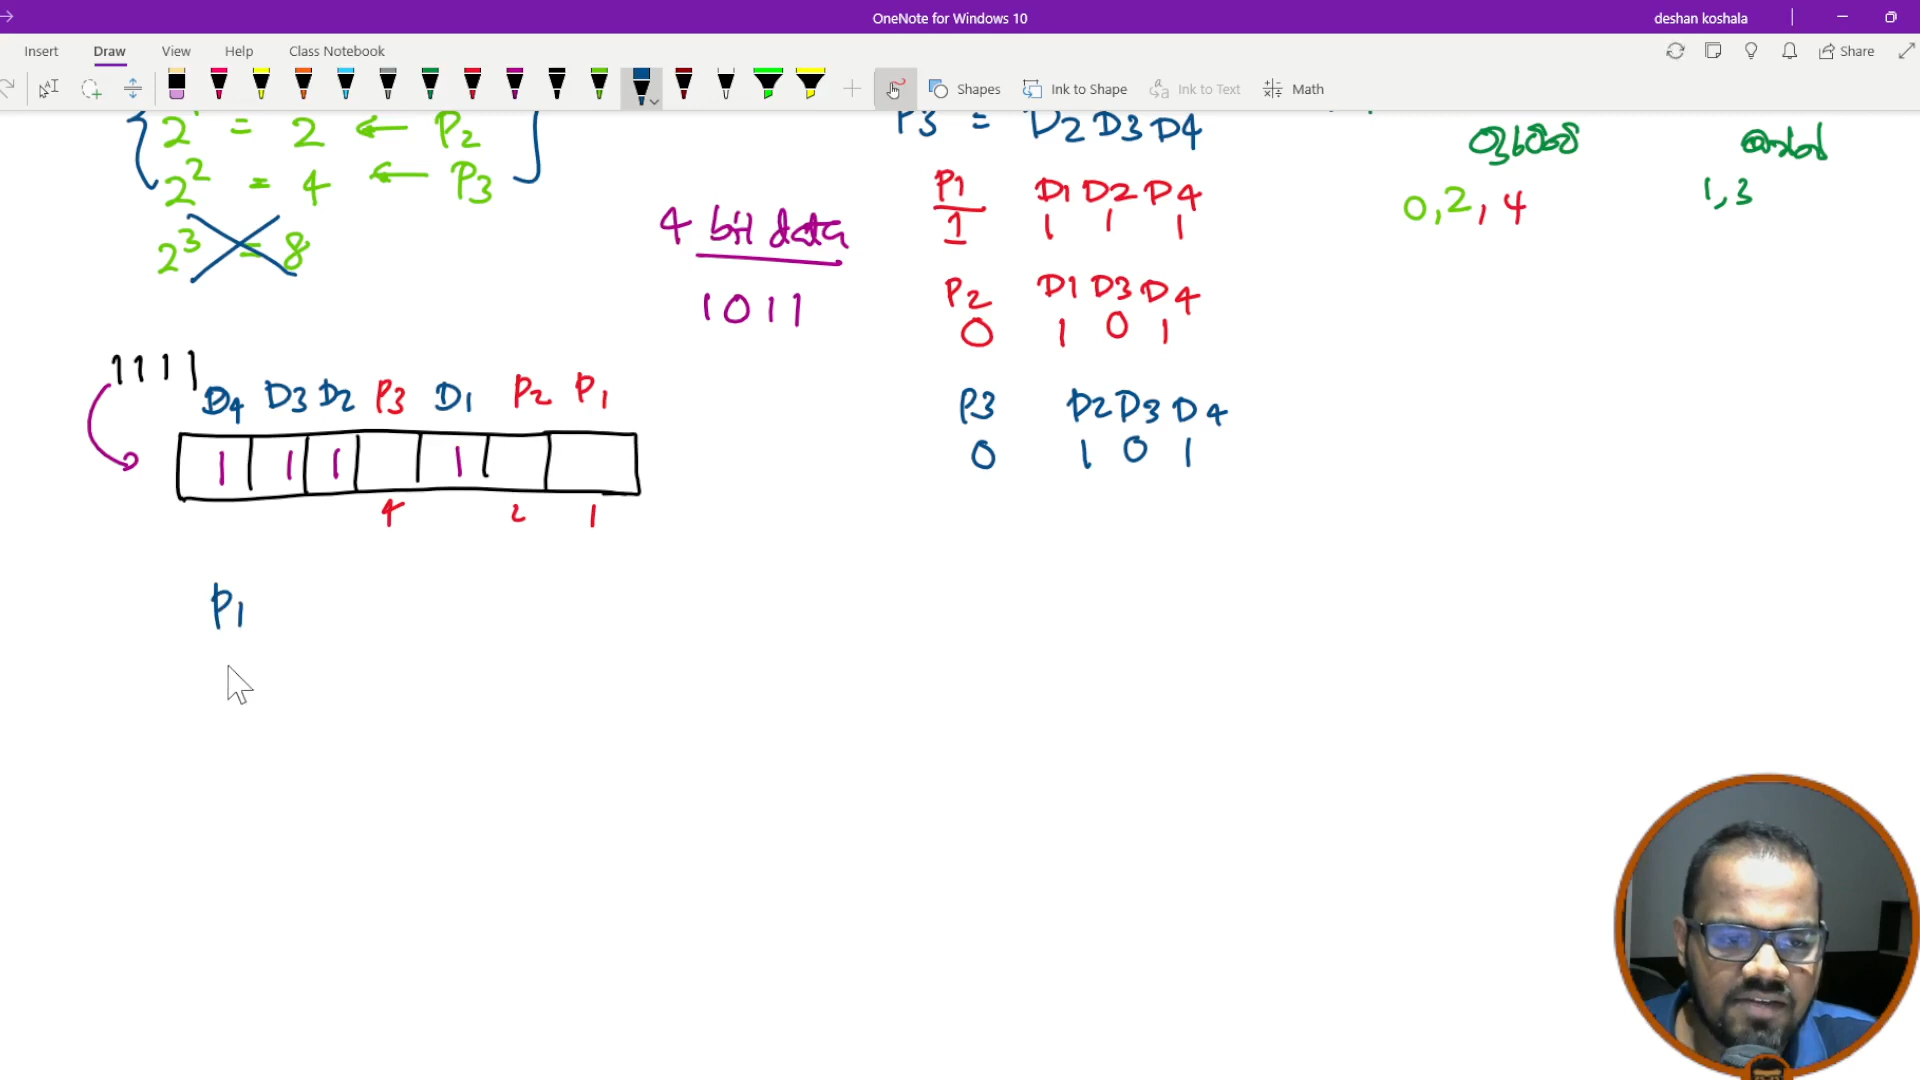 OneNote for Windows 10
deshan koshala
Insert Draw View Help Class Notebook
Share
Shapes Ink to Shape Ink to Text Math
2 = 2 ← P2
2² = 4 ← P3
2³ = 8
4 bit data
1011
P3 = D2 D3 D4
P1 D1 D2 D4
1 1 1 1
P2 D1 D3 D4
0 1 0 1
P3 D2 D3 D4
0 1 0 1
0, 2, 4
1, 3
1111
D4 D3 D2 P3 D1 P2 P1
1 1 1 1
4 2 1
P1